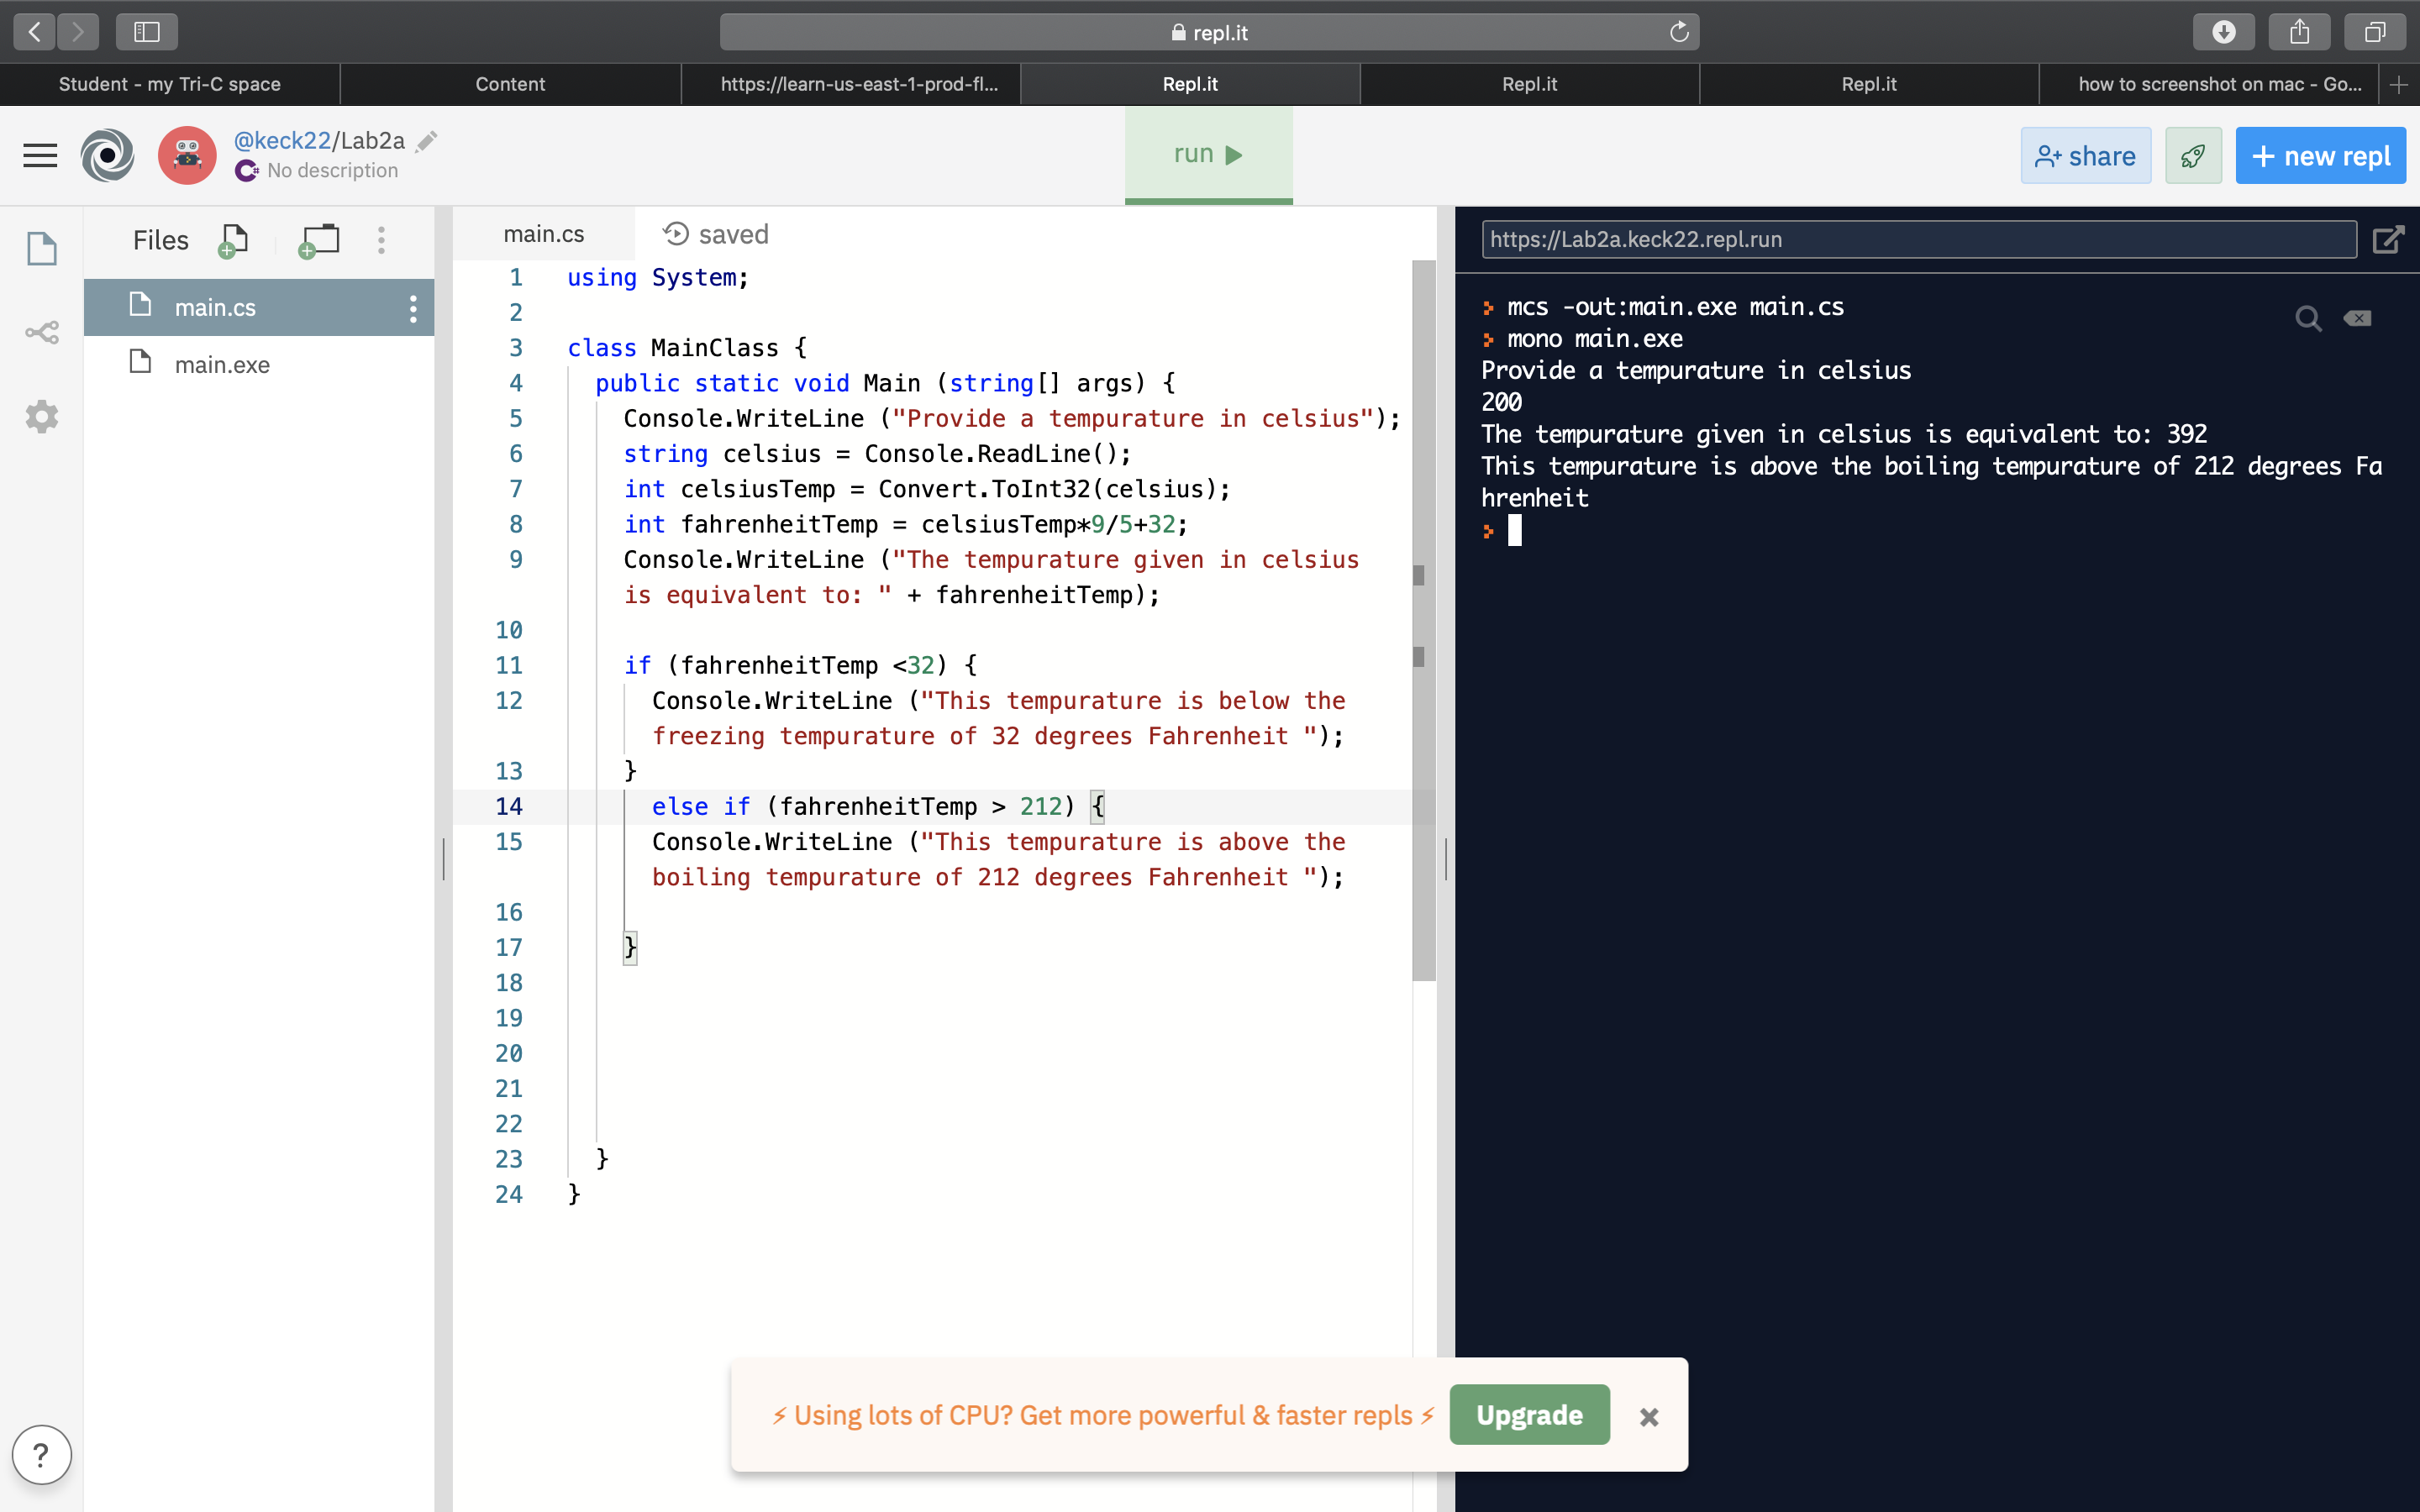 repl.it
Student - my Tri-C space
Content
https://learn-us-east-1-prod-fl...
Repl.it
Repl.it
Repl.it
how to screenshot on mac - Go...
@keck22/Lab2a
No description
run
share
+ new repl
Files
main.cs
main.exe
main.cs
saved
1 using System;
2
3 class MainClass {
4 public static void Main (string[] args) {
5 Console.WriteLine ("Provide a tempurature in celsius");
6 string celsius = Console.ReadLine();
7 int celsiusTemp = Convert.ToInt32(celsius);
8 int fahrenheitTemp = celsiusTemp*9/5+32;
9 Console.WriteLine ("The tempurature given in celsius
is equivalent to: " + fahrenheitTemp);
10
11 if (fahrenheitTemp <32) {
12 Console.WriteLine ("This tempurature is below the
freezing tempurature of 32 degrees Fahrenheit ");
13 }
14 else if (fahrenheitTemp > 212) {
15 Console.WriteLine ("This tempurature is above the
boiling tempurature of 212 degrees Fahrenheit ");
16
17 }
18
19
20
21
22
23 }
24 }
https://Lab2a.keck22.repl.run
mcs -out:main.exe main.cs
mono main.exe
Provide a tempurature in celsius
200
The tempurature given in celsius is equivalent to: 392
This tempurature is above the boiling tempurature of 212 degrees Fa
hrenheit
⚡ Using lots of CPU? Get more powerful & faster repls ⚡
Upgrade
×
?